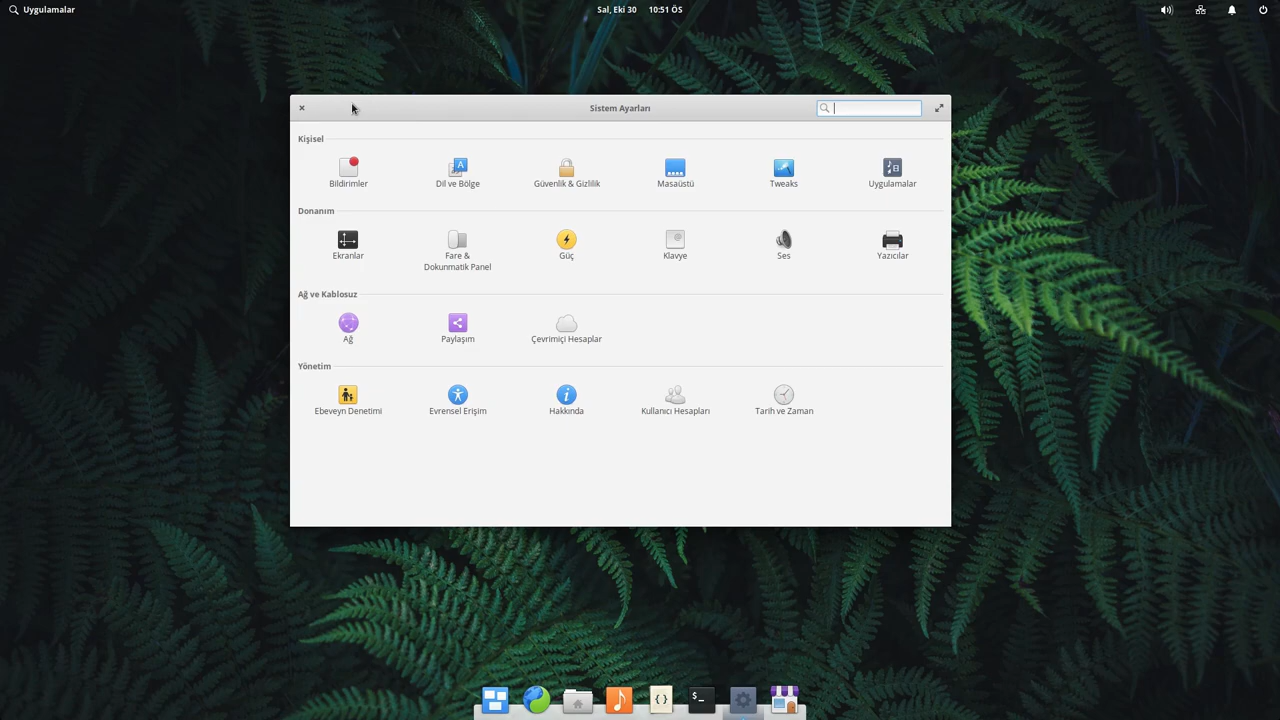 Uygulamalar
Sal, Eki 30 10:51 ÖS
Sistem Ayarları
Kişisel
Bildirimler
Dil ve Bölge
Güvenlik & Gizlilik
Masaüstü
Tweaks
Uygulamalar
Donanım
Ekranlar
Fare &
Dokunmatik Panel
Güç
Klavye
Ses
Yazıcılar
Ağ ve Kablosuz
Ağ
Paylaşım
Çevrimiçi Hesaplar
Yönetim
Ebeveyn Denetimi
Evrensel Erişim
Hakkında
Kullanıcı Hesapları
Tarih ve Zaman